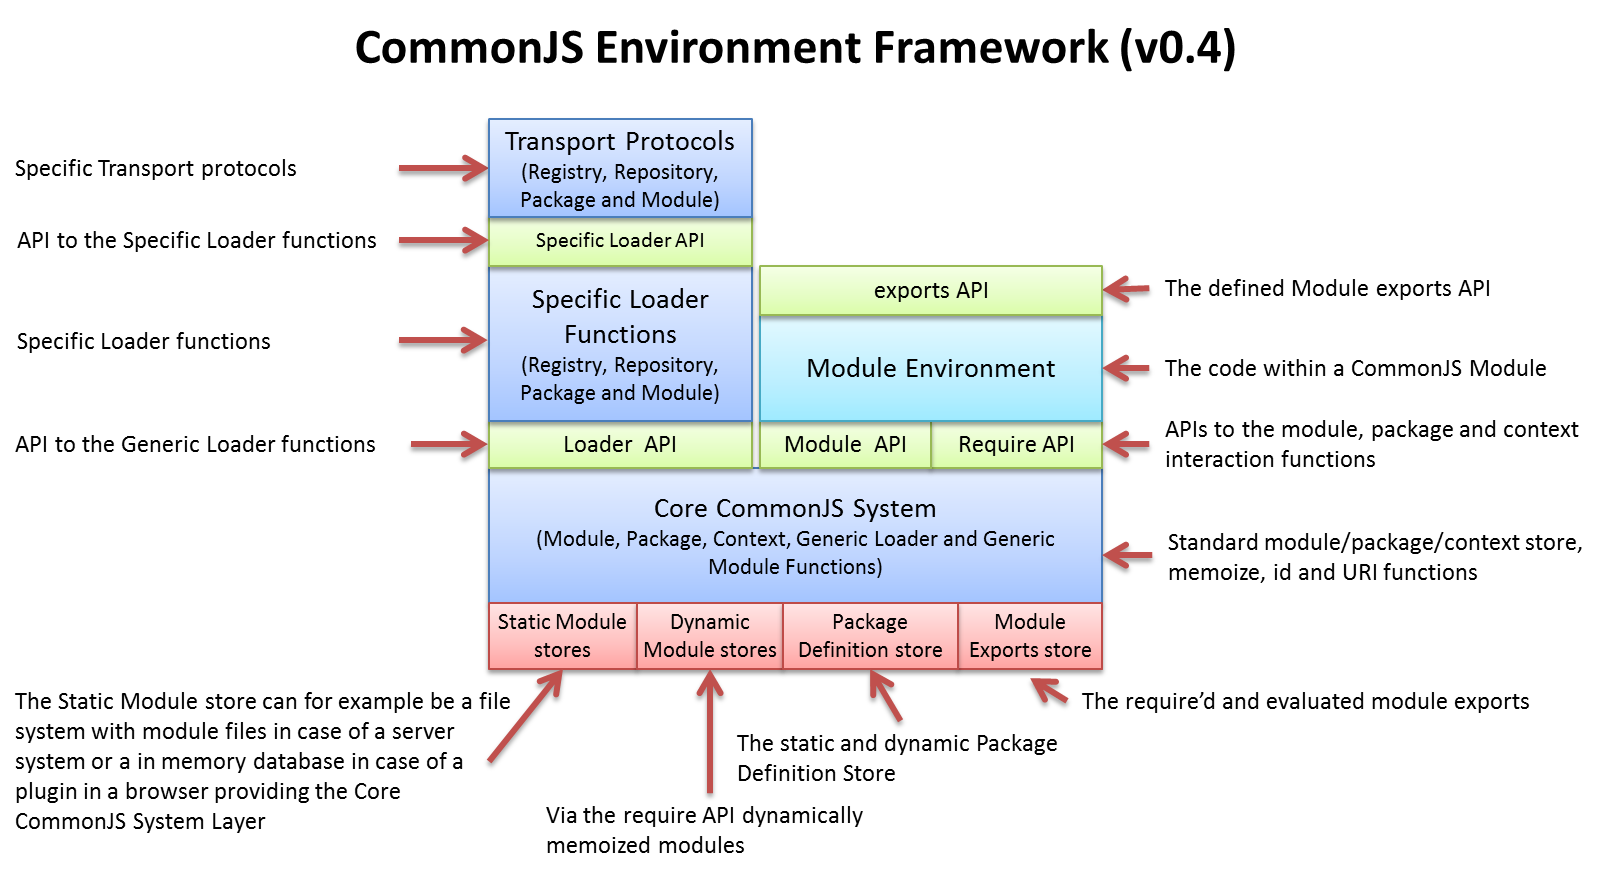 CommonJS Environment Framework (v0.4)
Transport Protocols
(Registry, Repository,
Package and Module)
Specific Transport protocols
Specific Loader API
API to the Specific Loader functions
Specific Loader
Functions
(Registry, Repository,
Package and Module)
Specific Loader functions
exports API
The defined Module exports API
Module Environment
The code within a CommonJS Module
API to the Generic Loader functions
Loader API
Module API
Require API
APIs to the module, package and context
interaction functions
Core CommonJS System
(Module, Package, Context, Generic Loader and Generic
Module Functions)
Standard module/package/context store,
memoize, id and URI functions
Static Module
stores
Dynamic
Module stores
Package
Definition store
Module
Exports store
The Static Module store can for example be a file
system with module files in case of a server
system or a in memory database in case of a
plugin in a browser providing the Core
CommonJS System Layer
Via the require API dynamically
memoized modules
The static and dynamic Package
Definition Store
The require’d and evaluated module exports